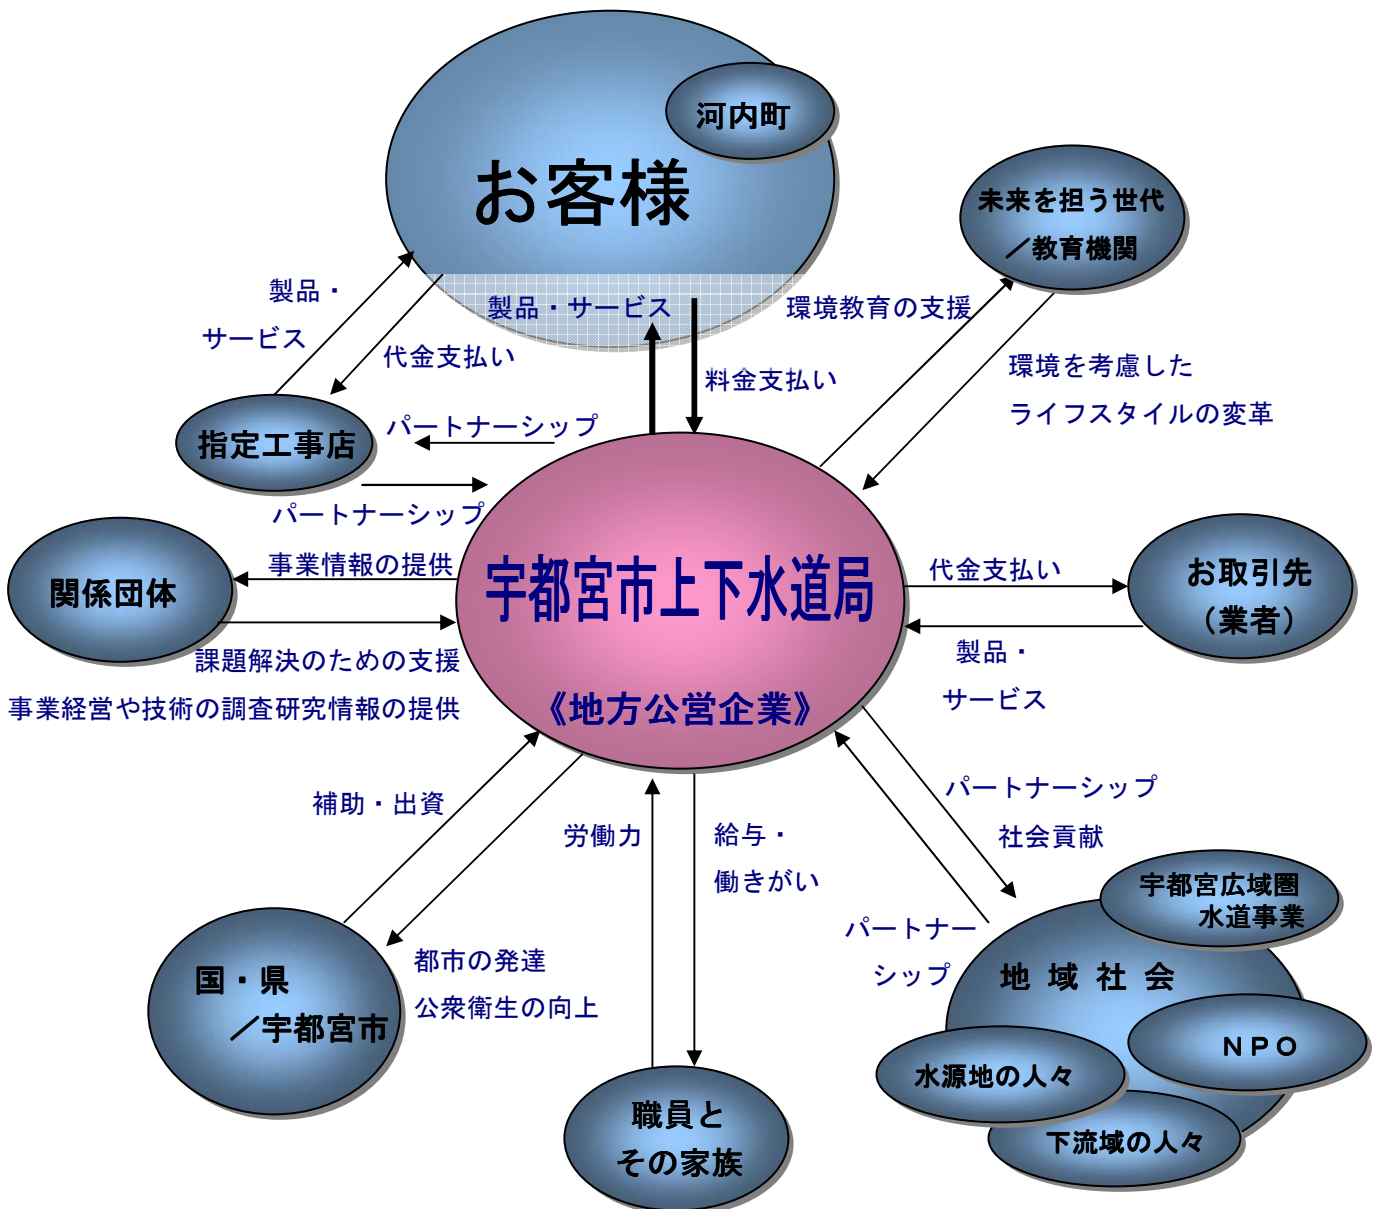 河内町
お客様
未来を担う世代
／教育機関
製品・
サービス
製品・サービス
環境教育の支援
代金支払い
料金支払い
環境を考慮した
ライフスタイルの変革
指定工事店
パートナーシップ
パートナーシップ
関係団体
事業情報の提供
宇都宮市上下水道局
《地方公営企業》
代金支払い
お取引先
（業者）
課題解決のための支援
事業経営や技術の調査研究情報の提供
製品・
サービス
補助・出資
労働力
給与・
働きがい
パートナーシップ
社会貢献
パートナー
シップ
都市の発達
公衆衛生の向上
国・県
／宇都宮市
職員と
その家族
宇都宮広域圏
水道事業
地域社会
ＮＰＯ
水源地の人々
下流域の人々